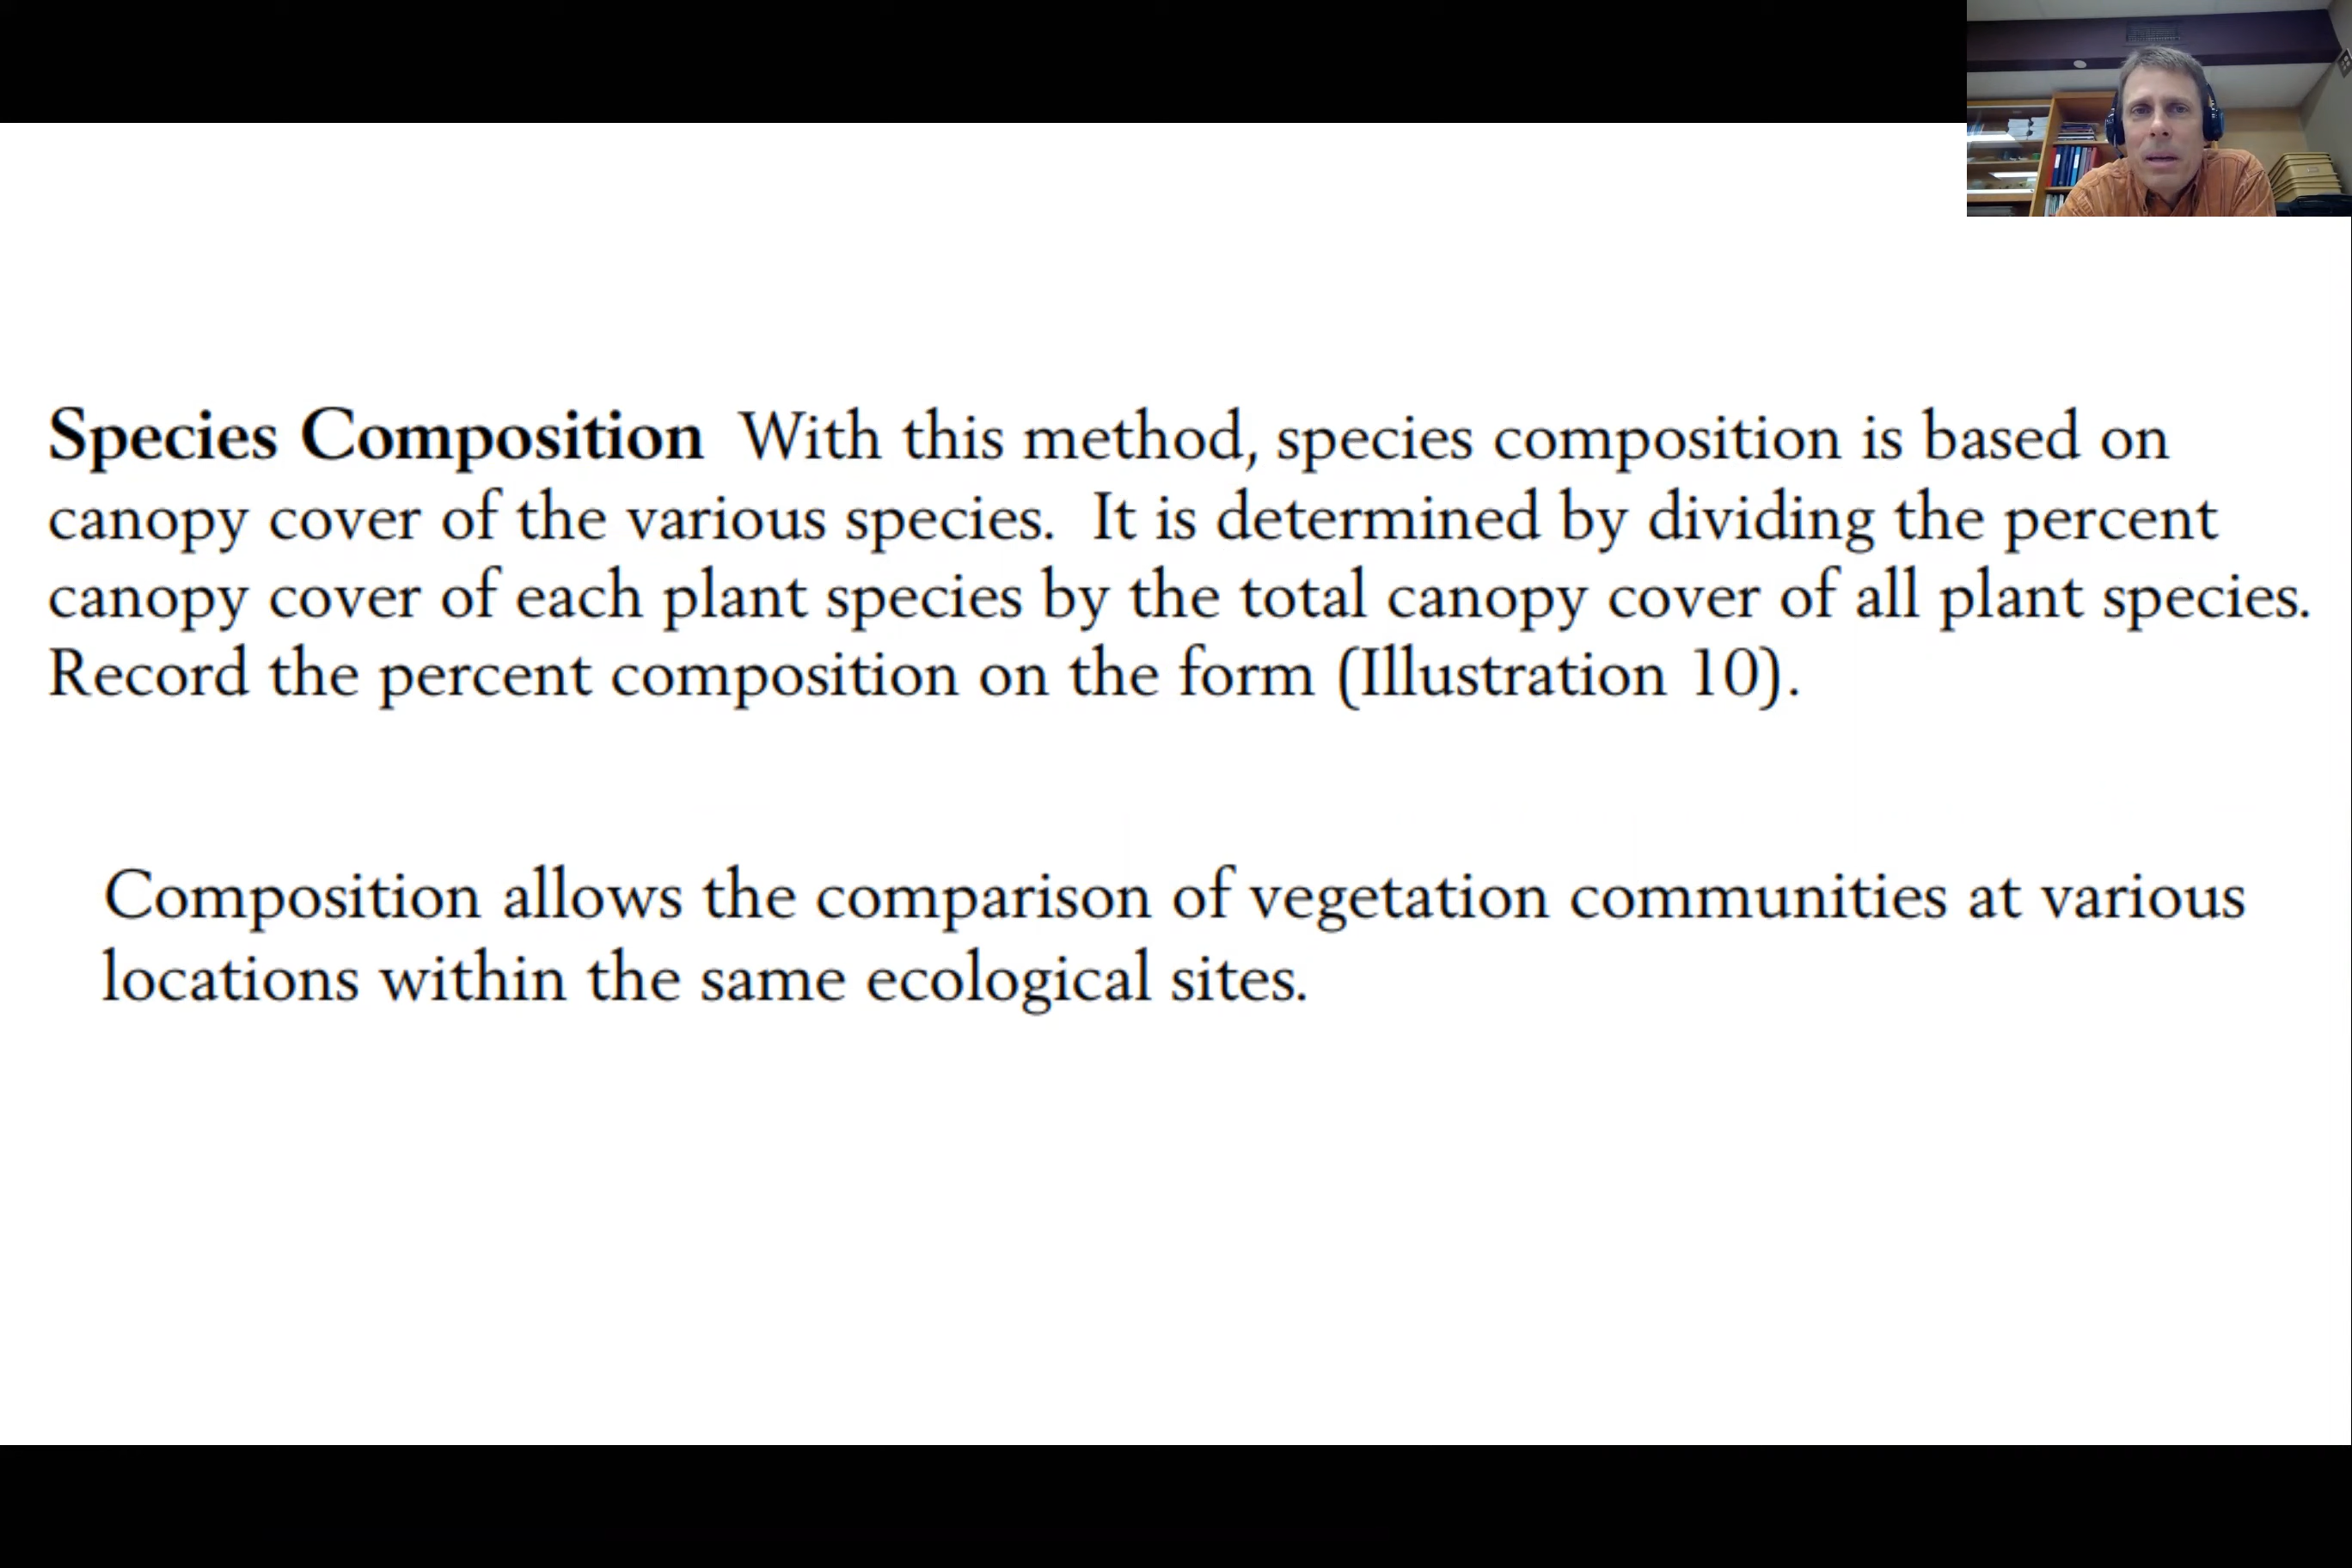 Species Composition  With this method, species composition is based on
canopy cover of the various species.  It is determined by dividing the percent
canopy cover of each plant species by the total canopy cover of all plant species.
Record the percent composition on the form (Illustration 10).
Composition allows the comparison of vegetation communities at various
locations within the same ecological sites.